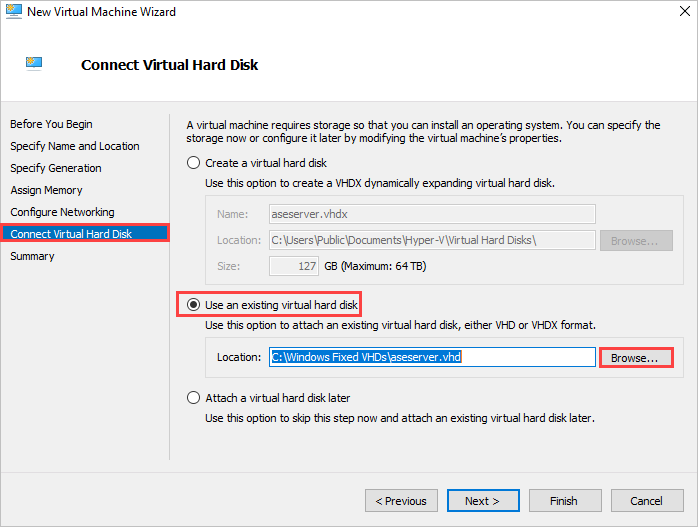 New Virtual Machine Wizard
Connect Virtual Hard Disk
Before You Begin
Specify Name and Location
Specify Generation
Assign Memory
Configure Networking
Connect Virtual Hard Disk
Summary
A virtual machine requires storage so that you can install an operating system. You can specify the
storage now or configure it later by modifying the virtual machine's properties.
Create a virtual hard disk
Use this option to create a VHDX dynamically expanding virtual hard disk.
Name: aseserver.vhdx
Location: C:\Users\Public\Documents\Hyper-V\Virtual Hard Disks\ Browse...
Size: 127 GB (Maximum: 64 TB)
Use an existing virtual hard disk
Use this option to attach an existing virtual hard disk, either VHD or VHDX format.
Location: C:\Windows Fixed VHDs\aseserver.vhd Browse...
Attach a virtual hard disk later
Use this option to skip this step now and attach an existing virtual hard disk later.
< Previous Next > Finish Cancel